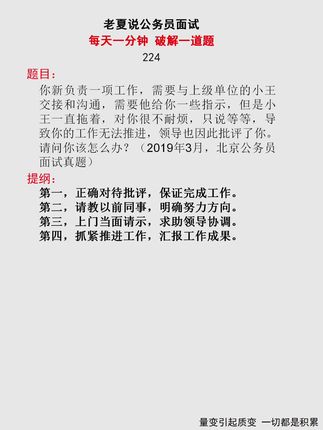 老夏说公务员面试
每天一分钟 破解一道题
224
题目：
你新负责一项工作，需要与上级单位的小王
交接和沟通，需要他给你一些指示，但是小
王一直拖着，对你很不耐烦，只说等等，导
致你的工作无法推进，领导也因此批评了你。
请问你该怎么办？（2019年3月，北京公务员
面试真题）
提纲：
第一，正确对待批评，保证完成工作。
第二，请教以前同事，明确努力方向。
第三，上门当面请示，求助领导协调。
第四，抓紧推进工作，汇报工作成果。
量变引起质变 一切都是积累